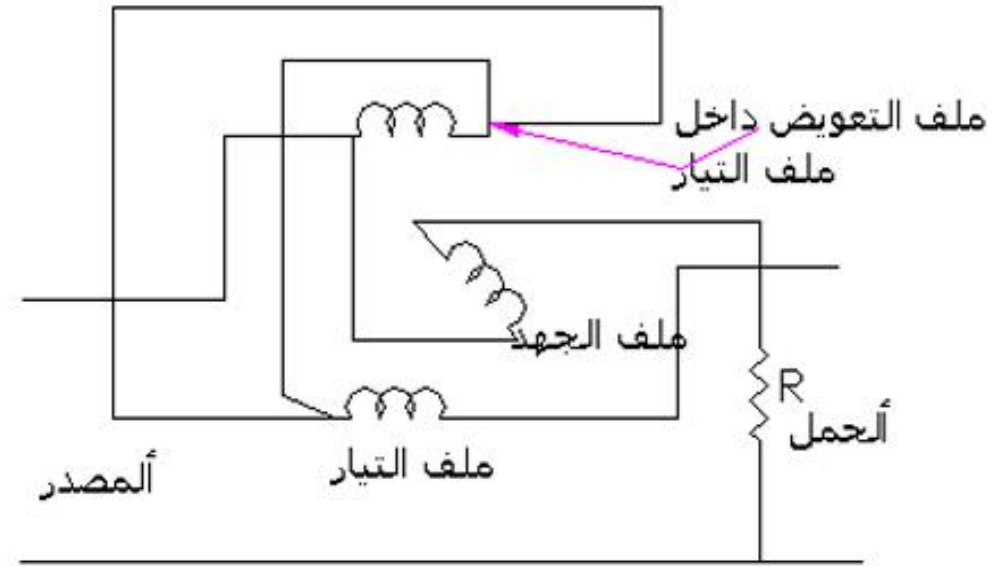 ملف التعويض داخل
ملف التيار
ملف الجهد
R
ألحمل
ملف التيار
ألمصدر